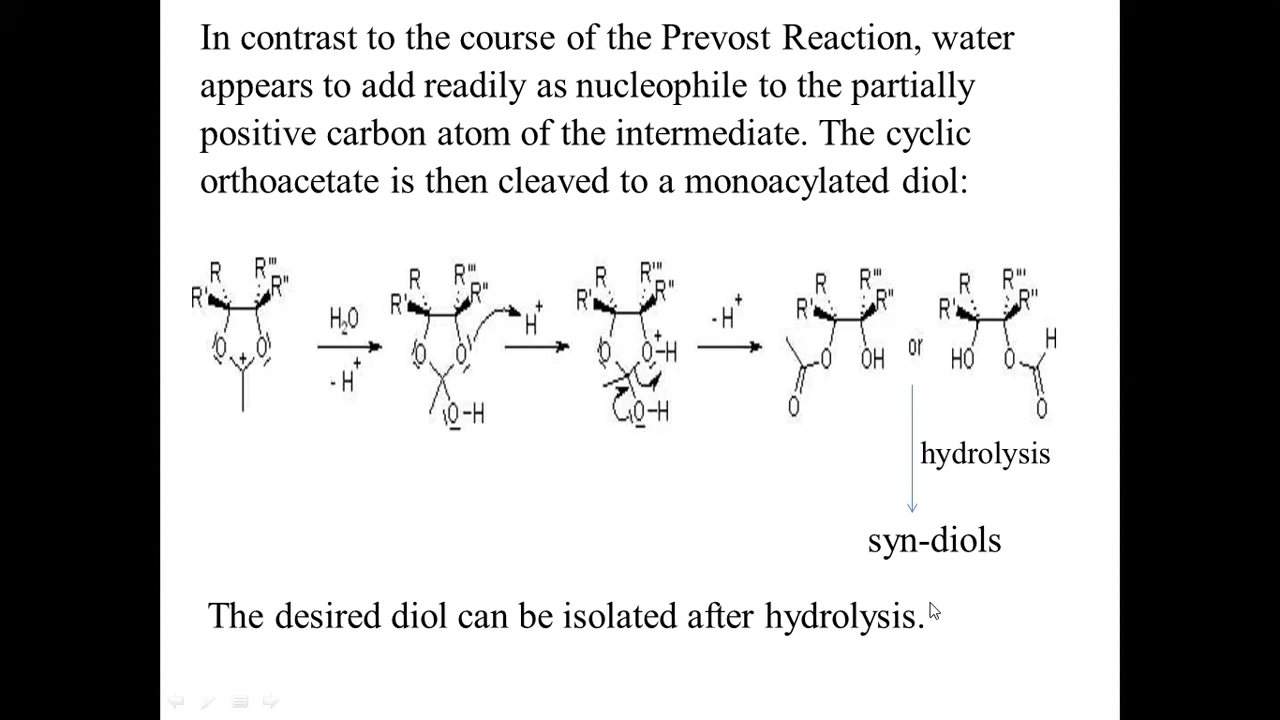 In contrast to the course of the Prevost Reaction, water
appears to add readily as nucleophile to the partially
positive carbon atom of the intermediate. The cyclic
orthoacetate is then cleaved to a monoacylated diol:
R R''' R' R'' O + O
H₂O
- H⁺
R R''' R' R'' O O O-H
H⁺
R R''' R' R'' O O-H + O-H
- H⁺
R R''' R' R'' O OH O
or
R R''' R' R'' HO O H O
hydrolysis
syn-diols
The desired diol can be isolated after hydrolysis.